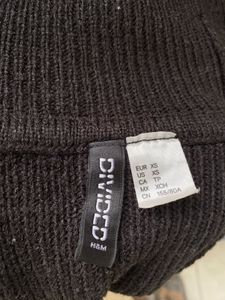 DIVIDED
H&M
EUR XS
US XS
CA TP
MX XCH
CN 155/80A